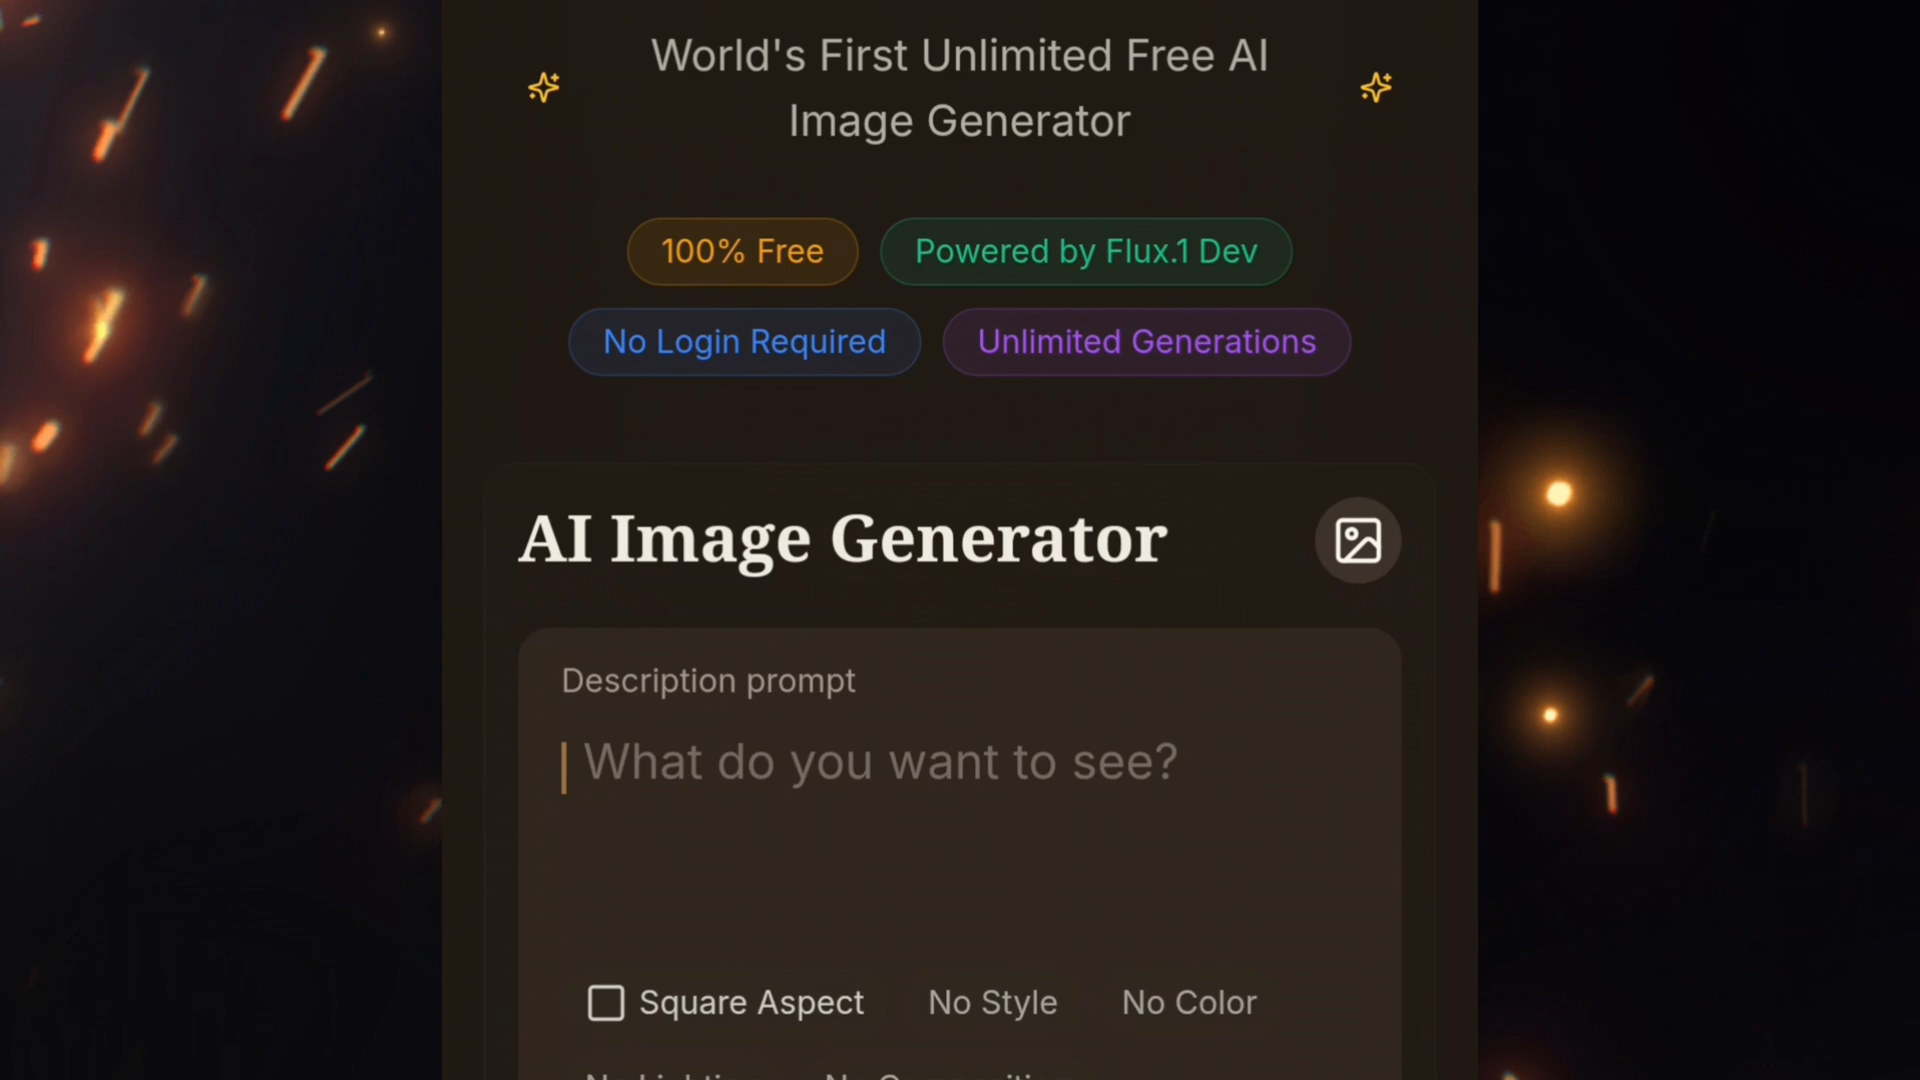 World's First Unlimited Free AI
Image Generator
100% Free
Powered by Flux.1 Dev
No Login Required
Unlimited Generations
AI Image Generator
Description prompt
What do you want to see?
Square Aspect
No Style
No Color